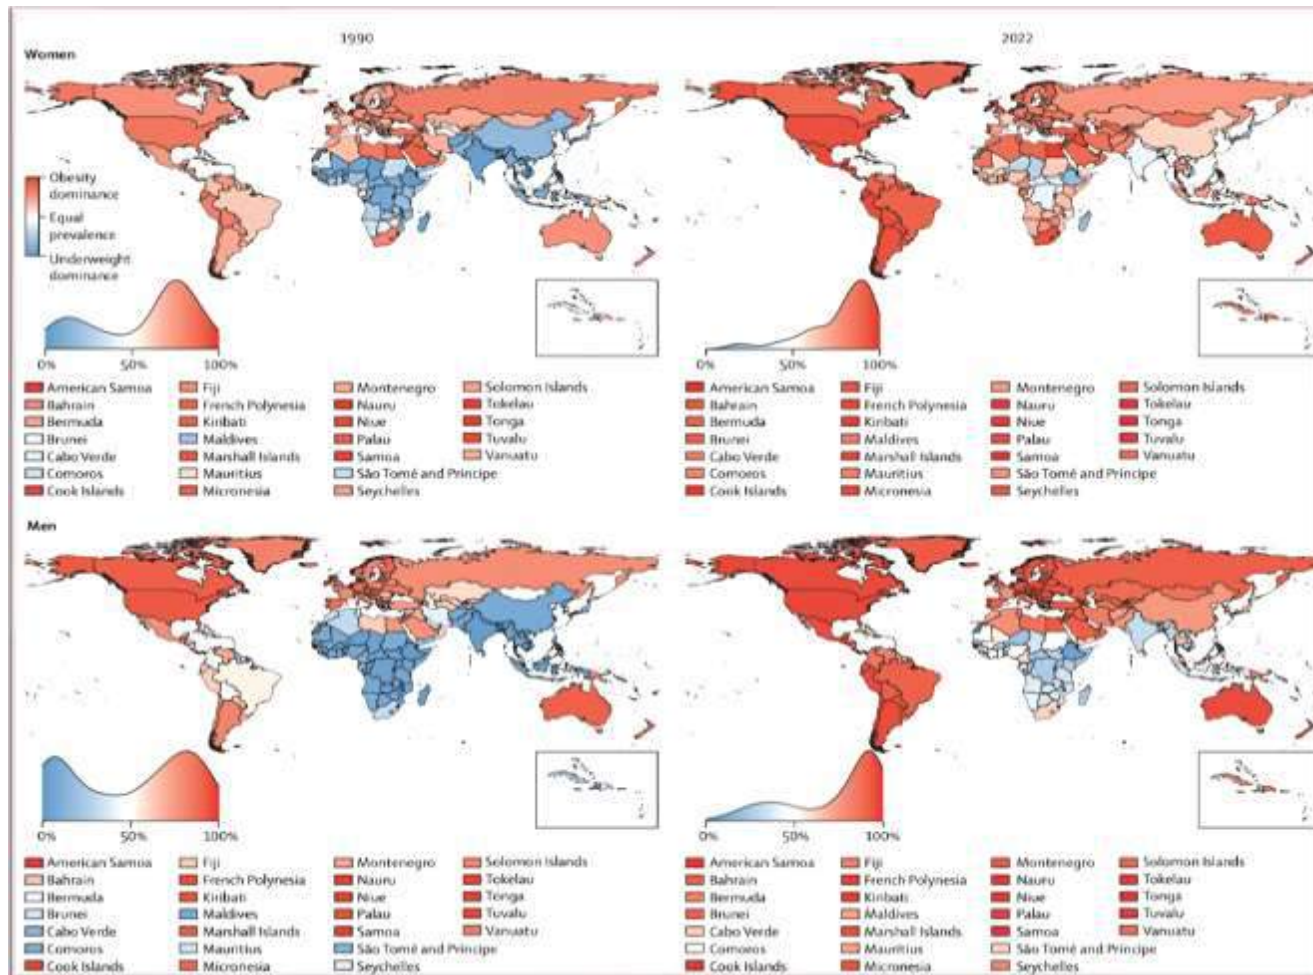 1990
2022
Women
Obesity
dominance
Equal
prevalence
Underweight
dominance
0% 50% 100%
0% 50% 100%
American Samoa Fiji Montenegro Solomon Islands
Bahrain French Polynesia Nauru Tokelau
Bermuda Kiribati Niue Tonga
Brunei Maldives Palau Tuvalu
Cabo Verde Marshall Islands Samoa Vanuatu
Comoros Mauritius São Tomé and Príncipe
Cook Islands Micronesia Seychelles
American Samoa Fiji Montenegro Solomon Islands
Bahrain French Polynesia Nauru Tokelau
Bermuda Kiribati Niue Tonga
Brunei Maldives Palau Tuvalu
Cabo Verde Marshall Islands Samoa Vanuatu
Comoros Mauritius São Tomé and Príncipe
Cook Islands Micronesia Seychelles
Men
0% 50% 100%
0% 50% 100%
American Samoa Fiji Montenegro Solomon Islands
Bahrain French Polynesia Nauru Tokelau
Bermuda Kiribati Niue Tonga
Brunei Maldives Palau Tuvalu
Cabo Verde Marshall Islands Samoa Vanuatu
Comoros Mauritius São Tomé and Príncipe
Cook Islands Micronesia Seychelles
American Samoa Fiji Montenegro Solomon Islands
Bahrain French Polynesia Nauru Tokelau
Bermuda Kiribati Niue Tonga
Brunei Maldives Palau Tuvalu
Cabo Verde Marshall Islands Samoa Vanuatu
Comoros Mauritius São Tomé and Príncipe
Cook Islands Micronesia Seychelles